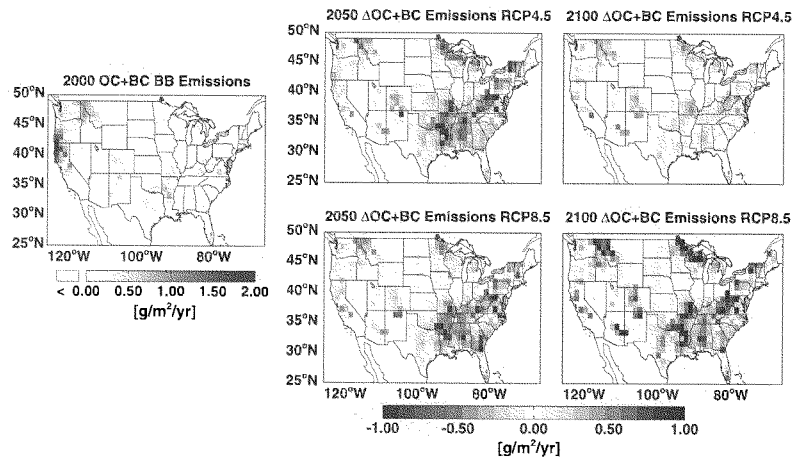 2000 OC+BC BB Emissions
50°N
45°N
40°N
35°N
30°N
25°N
120°W 100°W 80°W
< 0.00 0.50 1.00 1.50 2.00
[g/m²/yr]
2050 ΔOC+BC Emissions RCP4.5
50°N
45°N
40°N
35°N
30°N
25°N
2100 ΔOC+BC Emissions RCP4.5
2050 ΔOC+BC Emissions RCP8.5
50°N
45°N
40°N
35°N
30°N
25°N
120°W 100°W 80°W
2100 ΔOC+BC Emissions RCP8.5
120°W 100°W 80°W
-1.00 -0.50 0.00 0.50 1.00
[g/m²/yr]